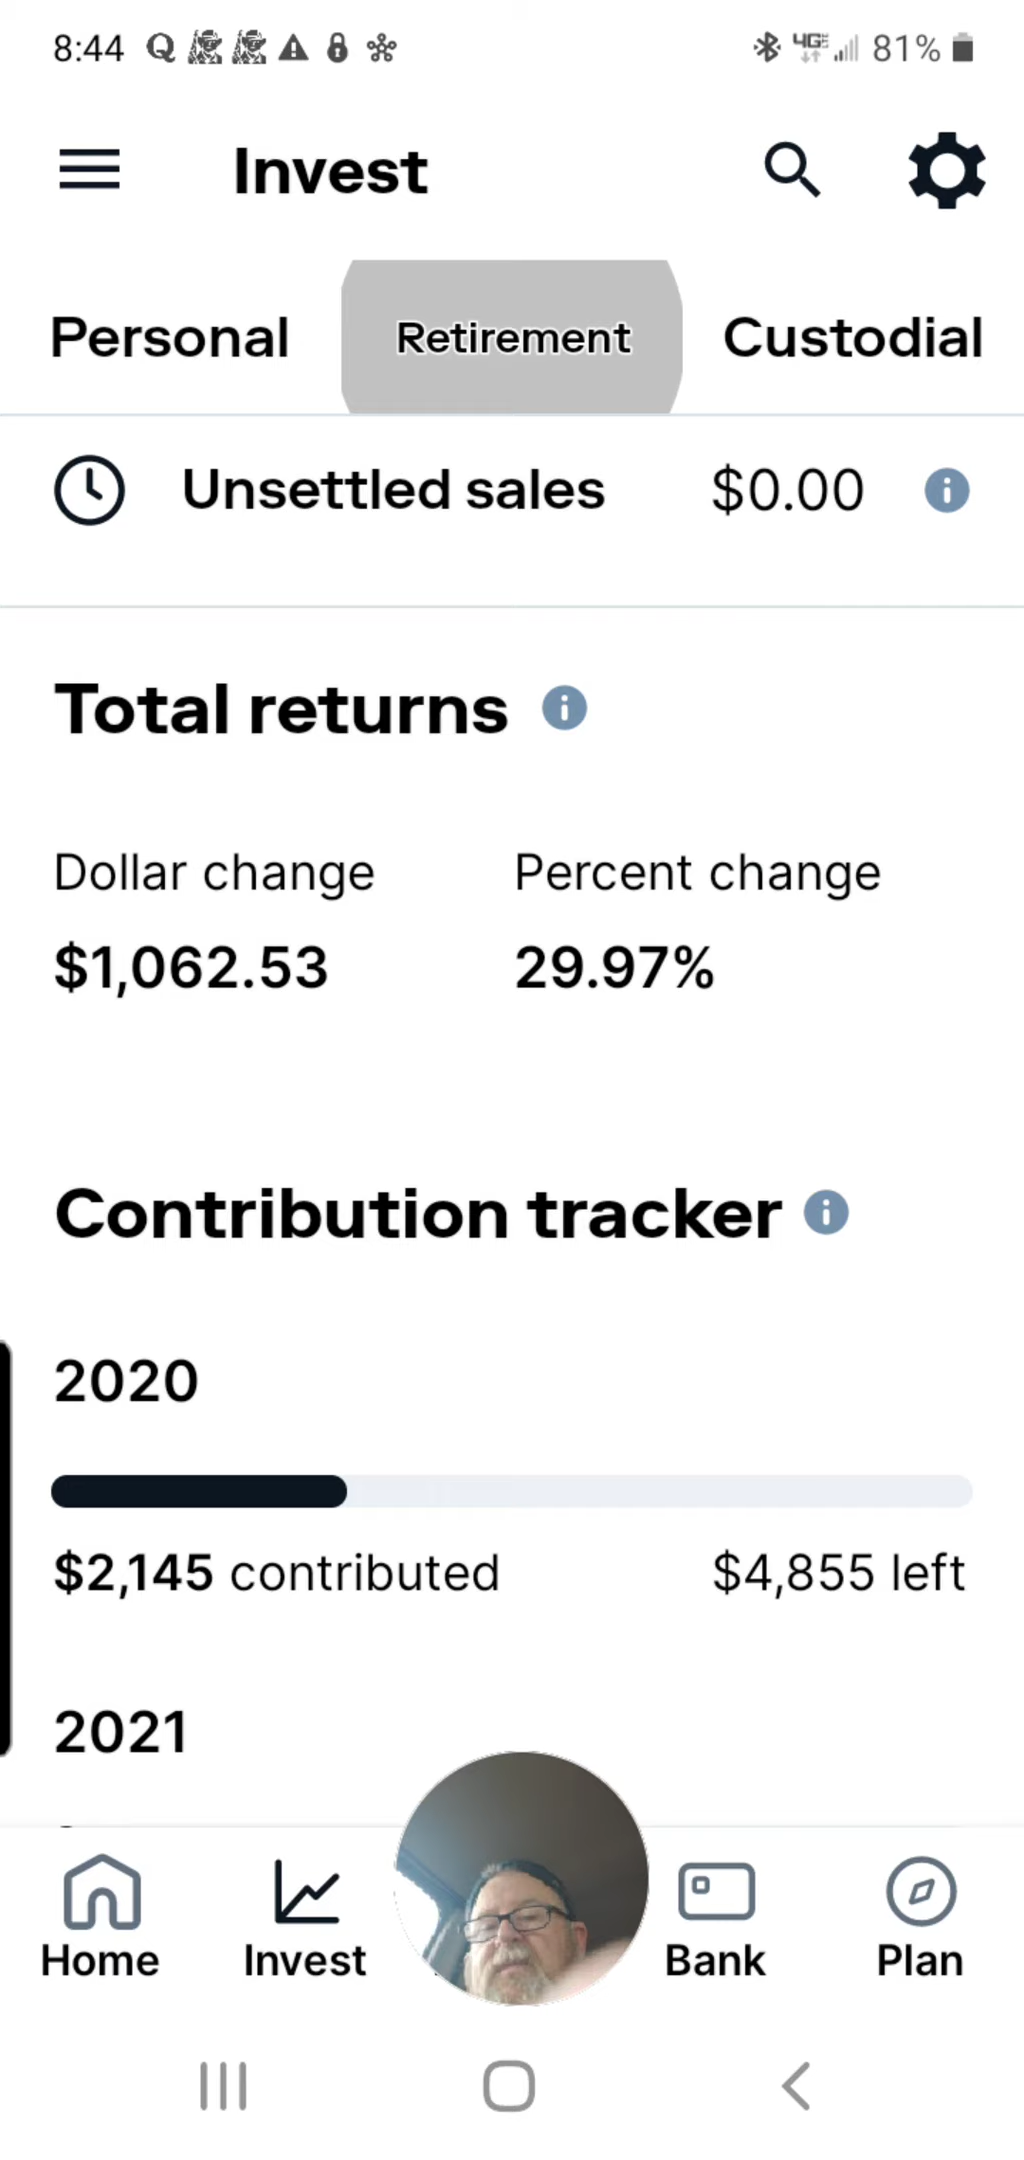 8:44 Q 4GE 81%
Invest
Personal Retirement Custodial
Unsettled sales $0.00
Total returns
Dollar change Percent change
$1,062.53 29.97%
Contribution tracker
2020
$2,145 contributed $4,855 left
2021
Home Invest Bank Plan